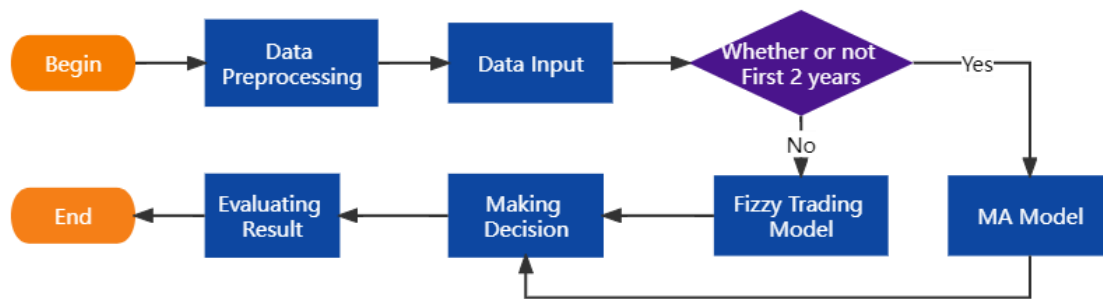 Begin
Data
Preprocessing
Data Input
Whether or not
First 2 years
Yes
No
End
Evaluating
Result
Making
Decision
Fizzy Trading
Model
MA Model